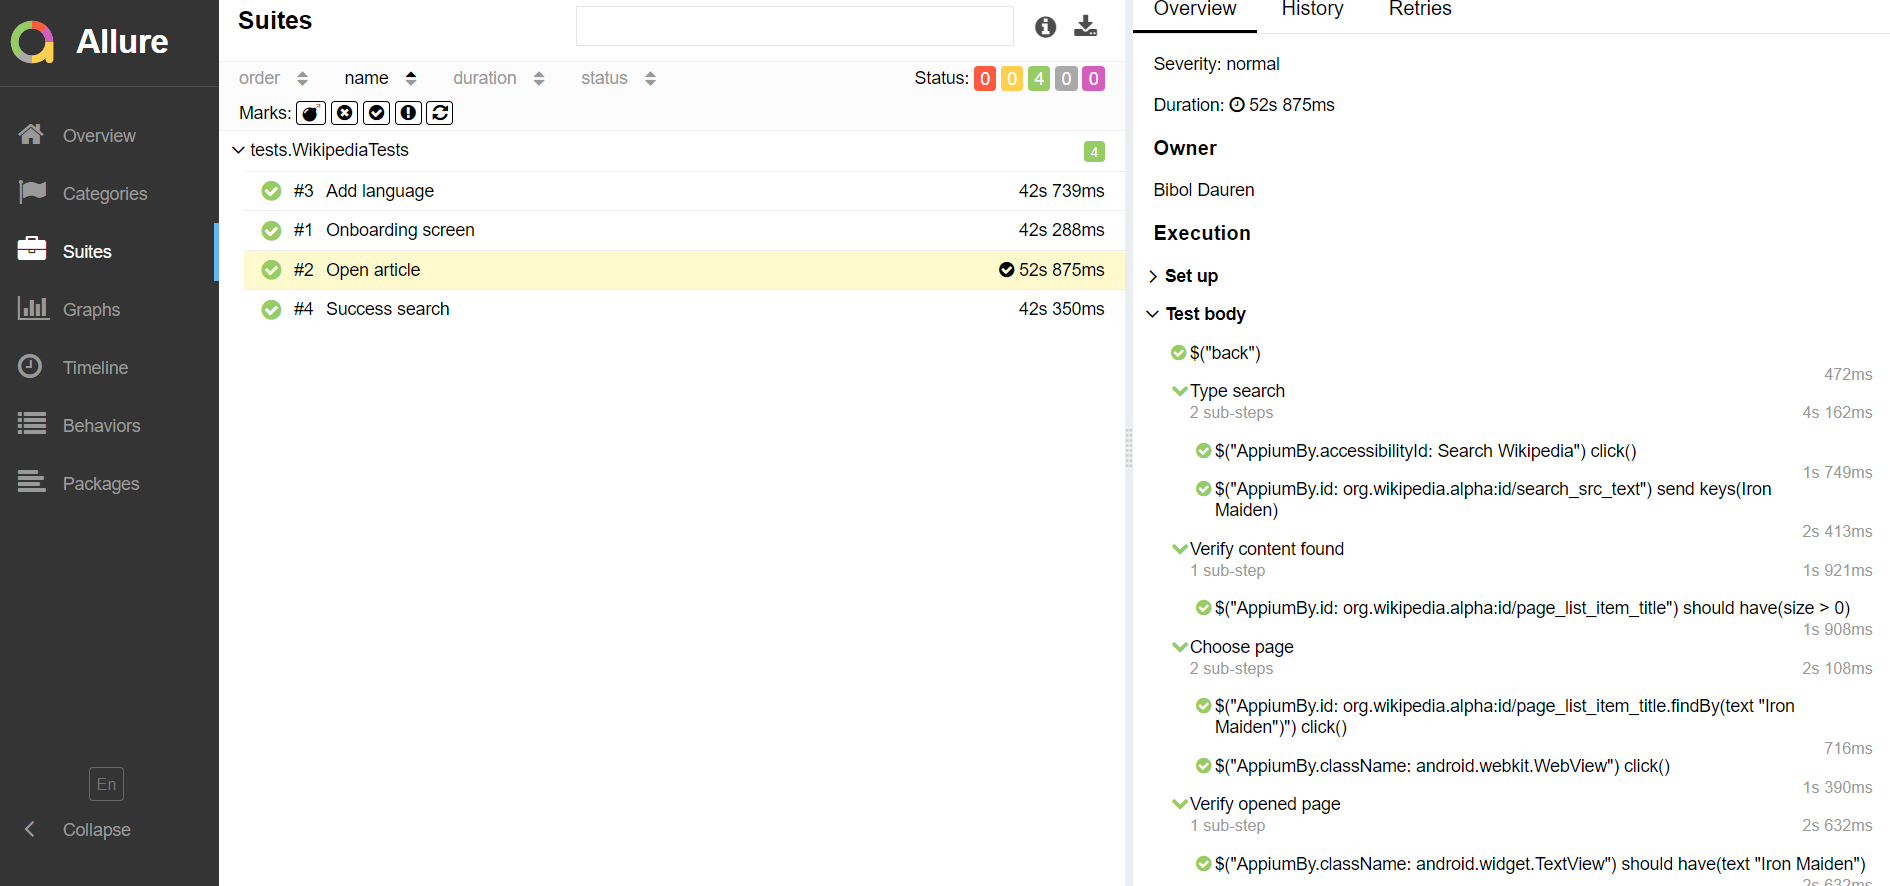 Allure
Overview
Categories
Suites
Graphs
Timeline
Behaviors
Packages
En
Collapse
Suites
order name duration status Status: 0 0 4 0 0
Marks:
tests.WikipediaTests 4
#3 Add language 42s 739ms
#1 Onboarding screen 42s 288ms
#2 Open article 52s 875ms
#4 Success search 42s 350ms
Overview History Retries
Severity: normal
Duration: 52s 875ms
Owner
Bibol Dauren
Execution
Set up
Test body
$("back")
472ms
Type search
2 sub-steps 4s 162ms
$("AppiumBy.accessibilityId: Search Wikipedia") click()
1s 749ms
$("AppiumBy.id: org.wikipedia.alpha:id/search_src_text") send keys(Iron
Maiden)
2s 413ms
Verify content found
1 sub-step 1s 921ms
$("AppiumBy.id: org.wikipedia.alpha:id/page_list_item_title") should have(size > 0)
1s 908ms
Choose page
2 sub-steps 2s 108ms
$("AppiumBy.id: org.wikipedia.alpha:id/page_list_item_title.findBy(text "Iron
Maiden")") click()
716ms
$("AppiumBy.className: android.webkit.WebView") click()
1s 390ms
Verify opened page
1 sub-step 2s 632ms
$("AppiumBy.className: android.widget.TextView") should have(text "Iron Maiden")
2s 632ms